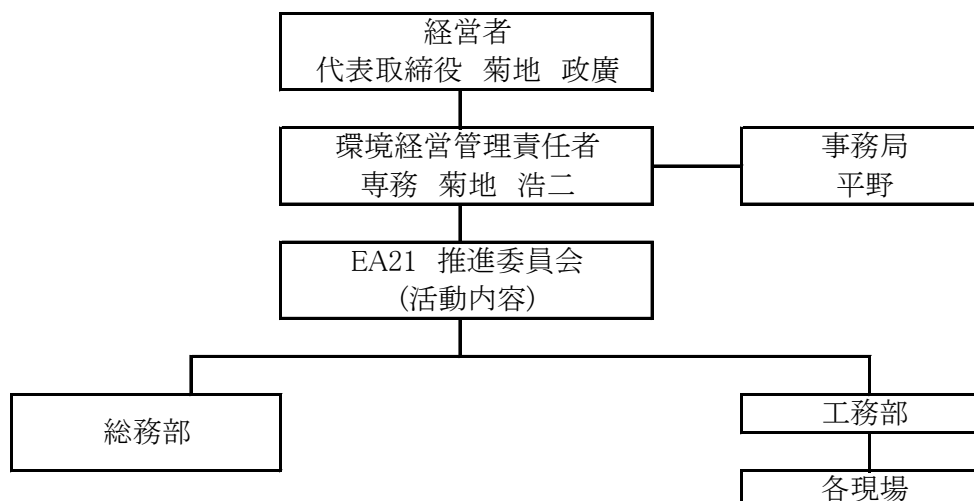 経営者
代表取締役 菊地 政廣
環境経営管理責任者
専務 菊地 浩二
事務局
平野
EA21 推進委員会
(活動内容)
総務部
工務部
各現場